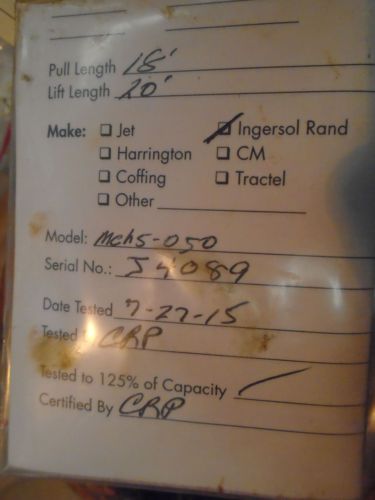 Pull Length 18'
Lift Length 20'
Make: Jet Ingersol Rand
Harrington CM
Coffing Tractel
Other
Model: MCH5-050
Serial No.: J4089
Date Tested 7-27-15
Tested CRP
Tested to 125% of Capacity
Certified By CRP